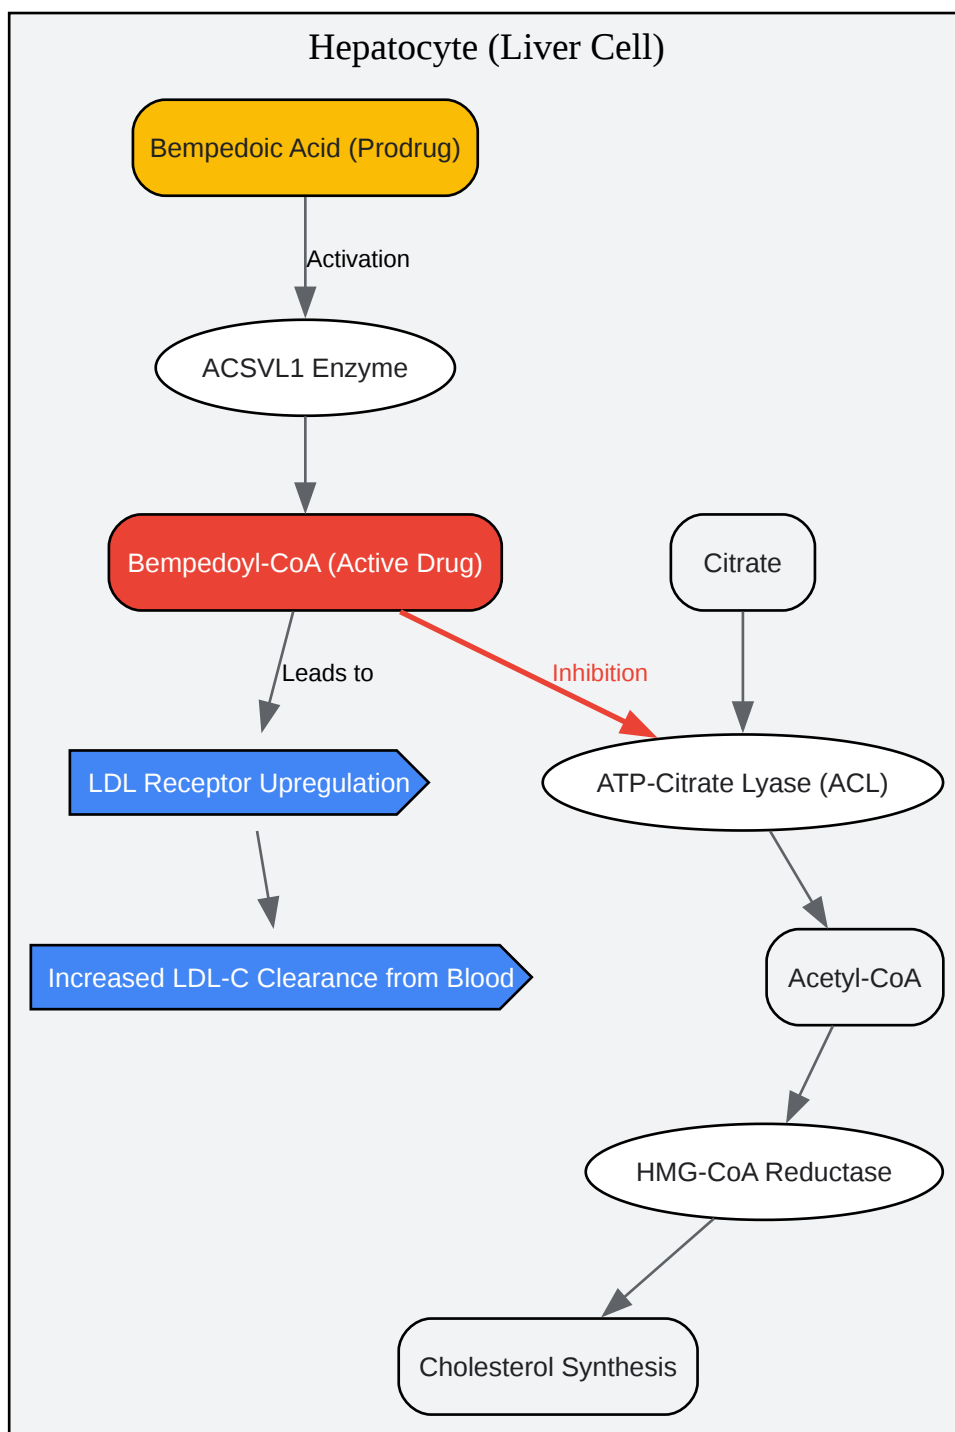 Hepatocyte (Liver Cell)
Bempedoic Acid (Prodrug)
Activation
ACSVL1 Enzyme
Bempedoyl-CoA (Active Drug)
Citrate
Leads to
Inhibition
LDL Receptor Upregulation
ATP-Citrate Lyase (ACL)
Increased LDL-C Clearance from Blood
Acetyl-CoA
HMG-CoA Reductase
Cholesterol Synthesis